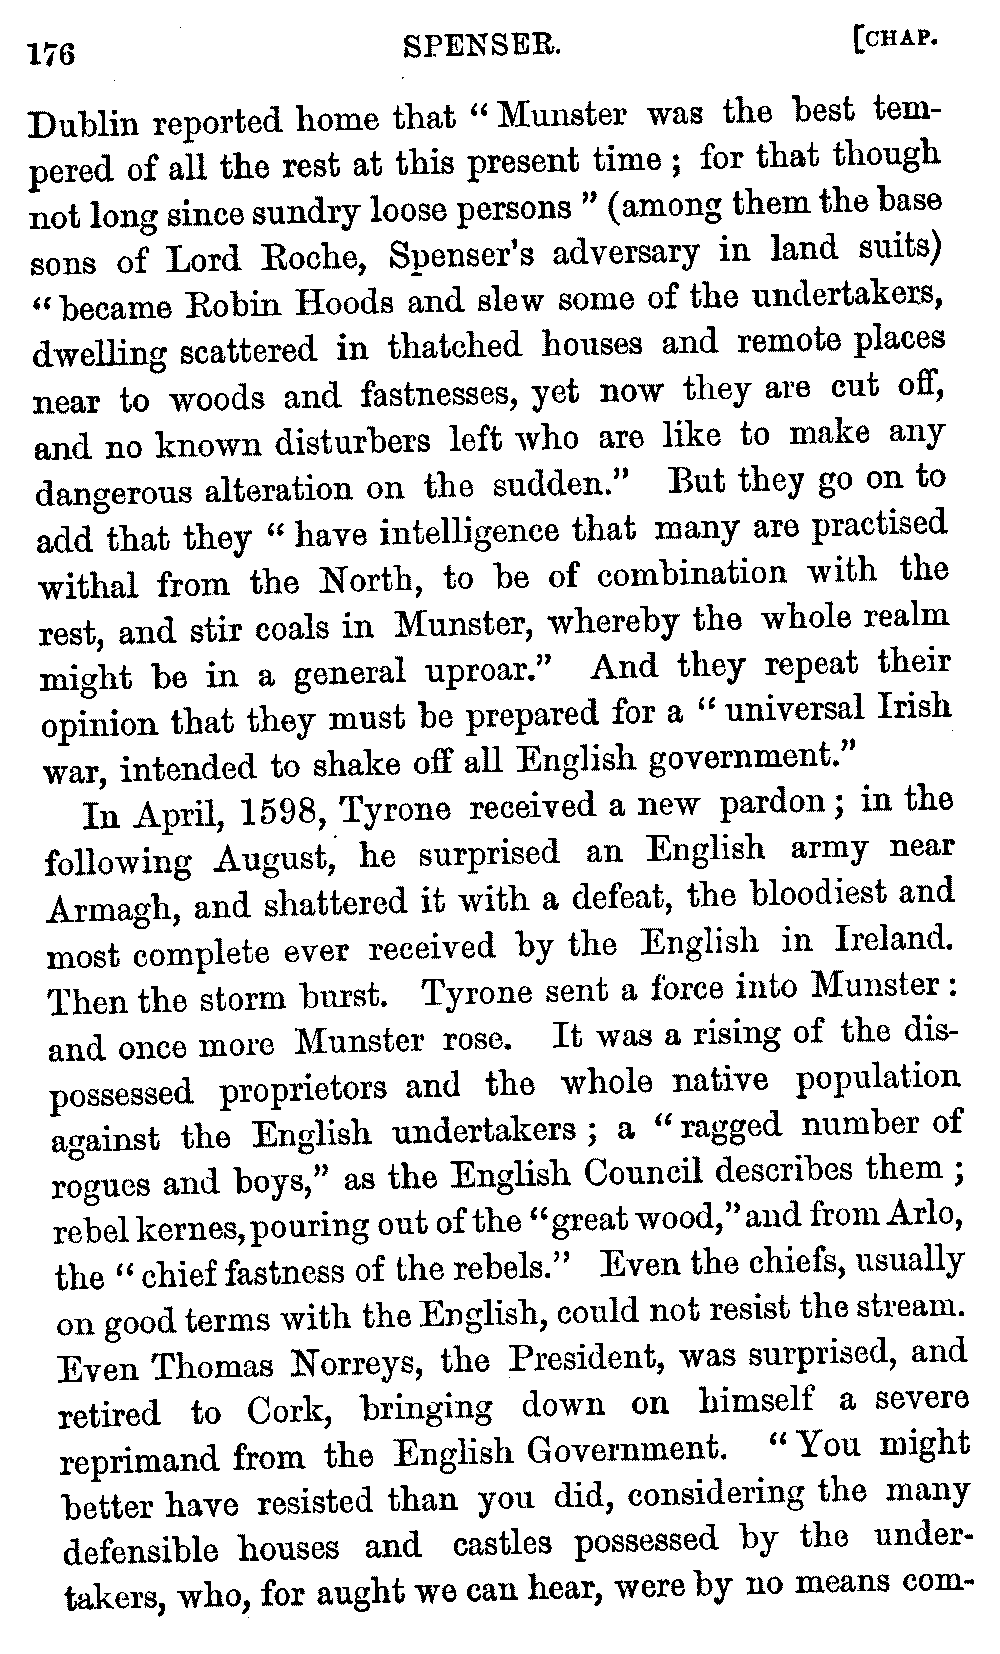 176 SPENSER. [CHAP.
Dublin reported home that “ Munster was the best tem-
pered of all the rest at this present time ; for that though
not long since sundry loose persons ” (among them the base
sons of Lord Roche, Spenser’s adversary in land suits)
“ became Robin Hoods and slew some of the undertakers,
dwelling scattered in thatched houses and remote places
near to woods and fastnesses, yet now they are cut off,
and no known disturbers left who are like to make any
dangerous alteration on the sudden.” But they go on to
add that they “ have intelligence that many are practised
withal from the North, to be of combination with the
rest, and stir coals in Munster, whereby the whole realm
might be in a general uproar.” And they repeat their
opinion that they must be prepared for a “ universal Irish
war, intended to shake off all English government.”
In April, 1598, Tyrone received a new pardon ; in the
following August, he surprised an English army near
Armagh, and shattered it with a defeat, the bloodiest and
most complete ever received by the English in Ireland.
Then the storm burst. Tyrone sent a force into Munster :
and once more Munster rose. It was a rising of the dis-
possessed proprietors and the whole native population
against the English undertakers ; a “ ragged number of
rogues and boys,” as the English Council describes them ;
rebel kernes, pouring out of the “great wood,” and from Arlo,
the “ chief fastness of the rebels.” Even the chiefs, usually
on good terms with the English, could not resist the stream.
Even Thomas Norreys, the President, was surprised, and
retired to Cork, bringing down on himself a severe
reprimand from the English Government. “ You might
better have resisted than you did, considering the many
defensible houses and castles possessed by the under-
takers, who, for aught we can hear, were by no means com-